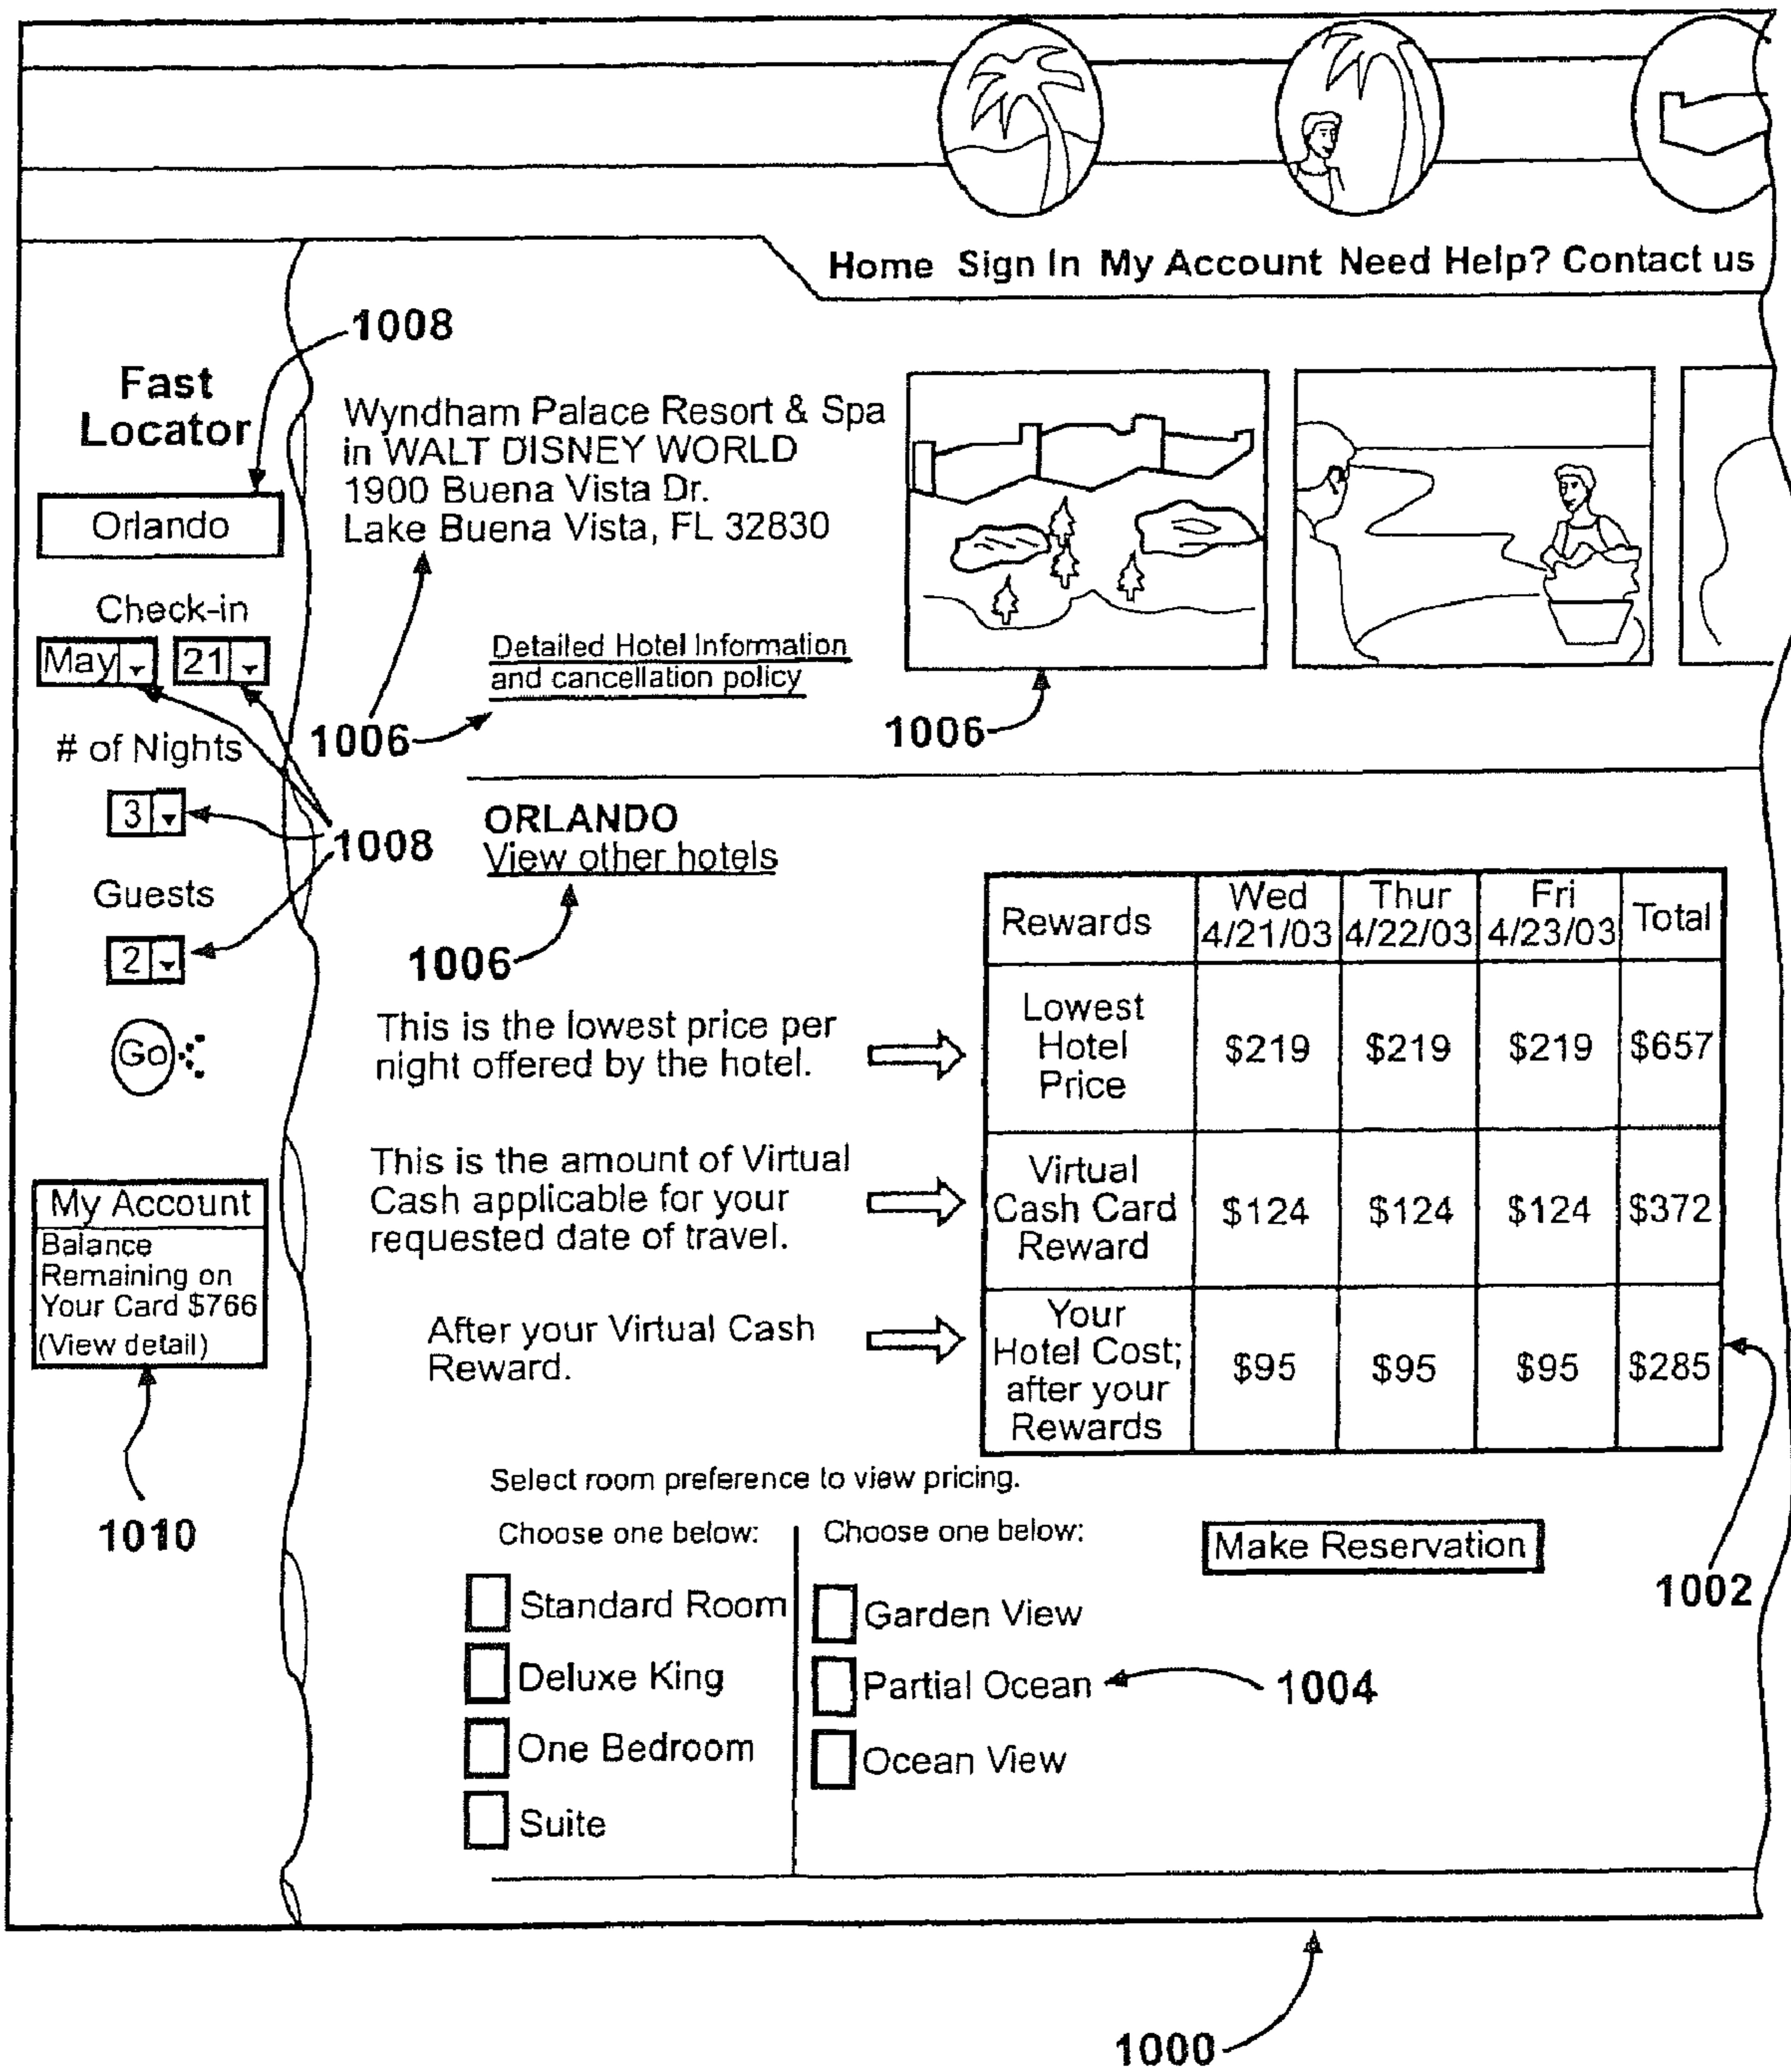 Home Sign In My Account Need Help? Contact us
1008
Fast
Locator
Orlando
Check-in
May 21
# of Nights
3
Guests
2
Go
1008
My Account
Balance
Remaining on
Your Card $766
(View detail)
1010
Wyndham Palace Resort & Spa
in WALT DISNEY WORLD
1900 Buena Vista Dr.
Lake Buena Vista, FL 32830
Detailed Hotel Information
and cancellation policy
1006
1006
ORLANDO
View other hotels
1006
This is the lowest price per
night offered by the hotel.
This is the amount of Virtual
Cash applicable for your
requested date of travel.
After your Virtual Cash
Reward.
Rewards
Wed
4/21/03
Thur
4/22/03
Fri
4/23/03
Total
Lowest
Hotel
Price
$219 $219 $219 $657
Virtual
Cash Card
Reward
$124 $124 $124 $372
Your
Hotel Cost;
after your
Rewards
$95 $95 $95 $285
1002
Select room preference to view pricing.
Choose one below:
Standard Room
Deluxe King
One Bedroom
Suite
Choose one below:
Garden View
Partial Ocean
Ocean View
1004
Make Reservation
1000